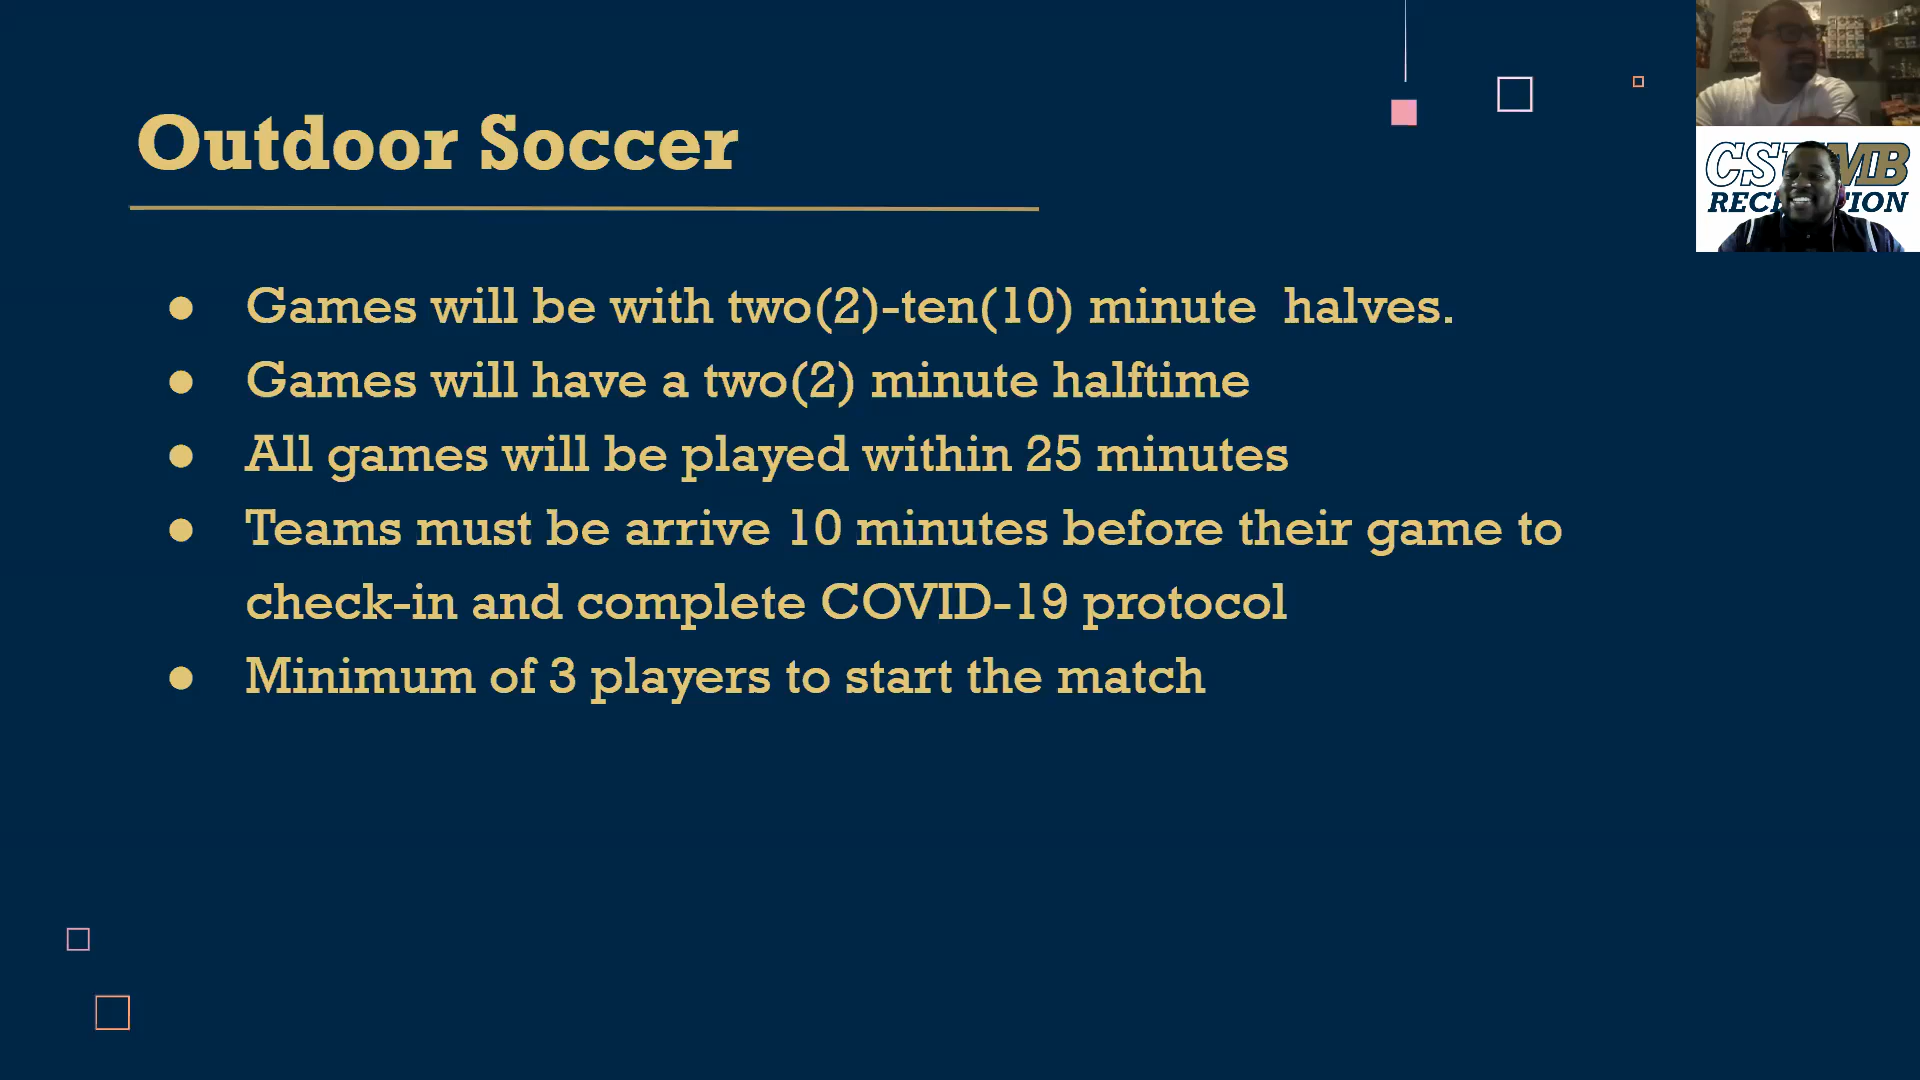 Outdoor Soccer
● Games will be with two(2)-ten(10) minute  halves.
● Games will have a two(2) minute halftime
● All games will be played within 25 minutes
● Teams must be arrive 10 minutes before their game to
check-in and complete COVID-19 protocol
● Minimum of 3 players to start the match